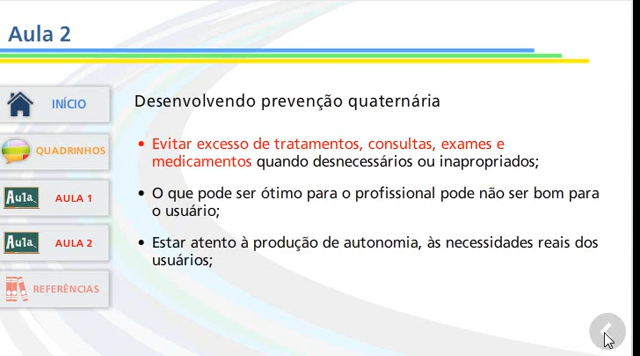 Aula 2
INÍCIO
QUADRINHOS
Aula
AULA 1
Aula
AULA 2
REFERÊNCIAS
Desenvolvendo prevenção quaternária
• Evitar excesso de tratamentos, consultas, exames e
medicamentos quando desnecessários ou inapropriados;
• O que pode ser ótimo para o profissional pode não ser bom para
o usuário;
• Estar atento à produção de autonomia, às necessidades reais dos
usuários;